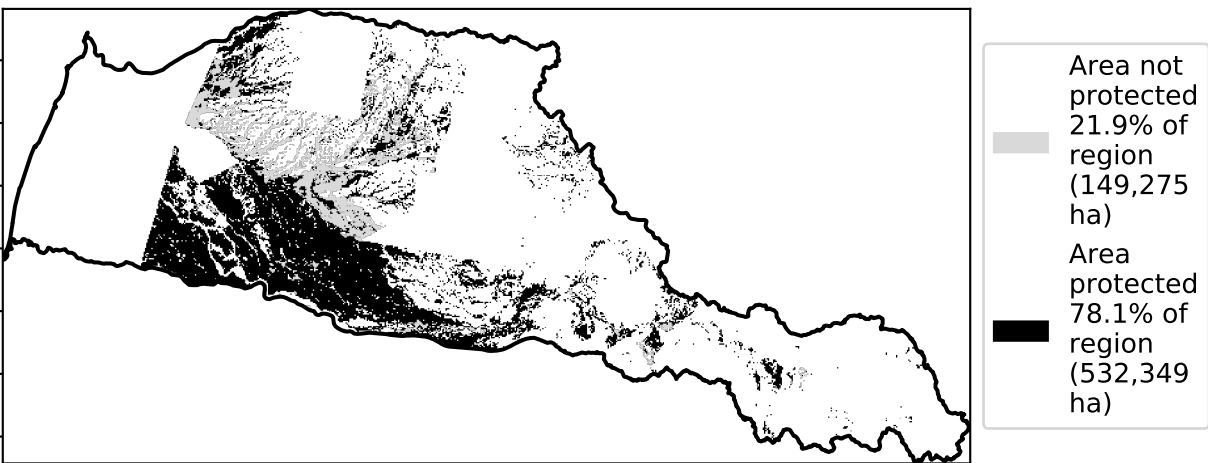 Area not
protected
21.9% of
region
(149,275
ha)
Area
protected
78.1% of
region
(532,349
ha)